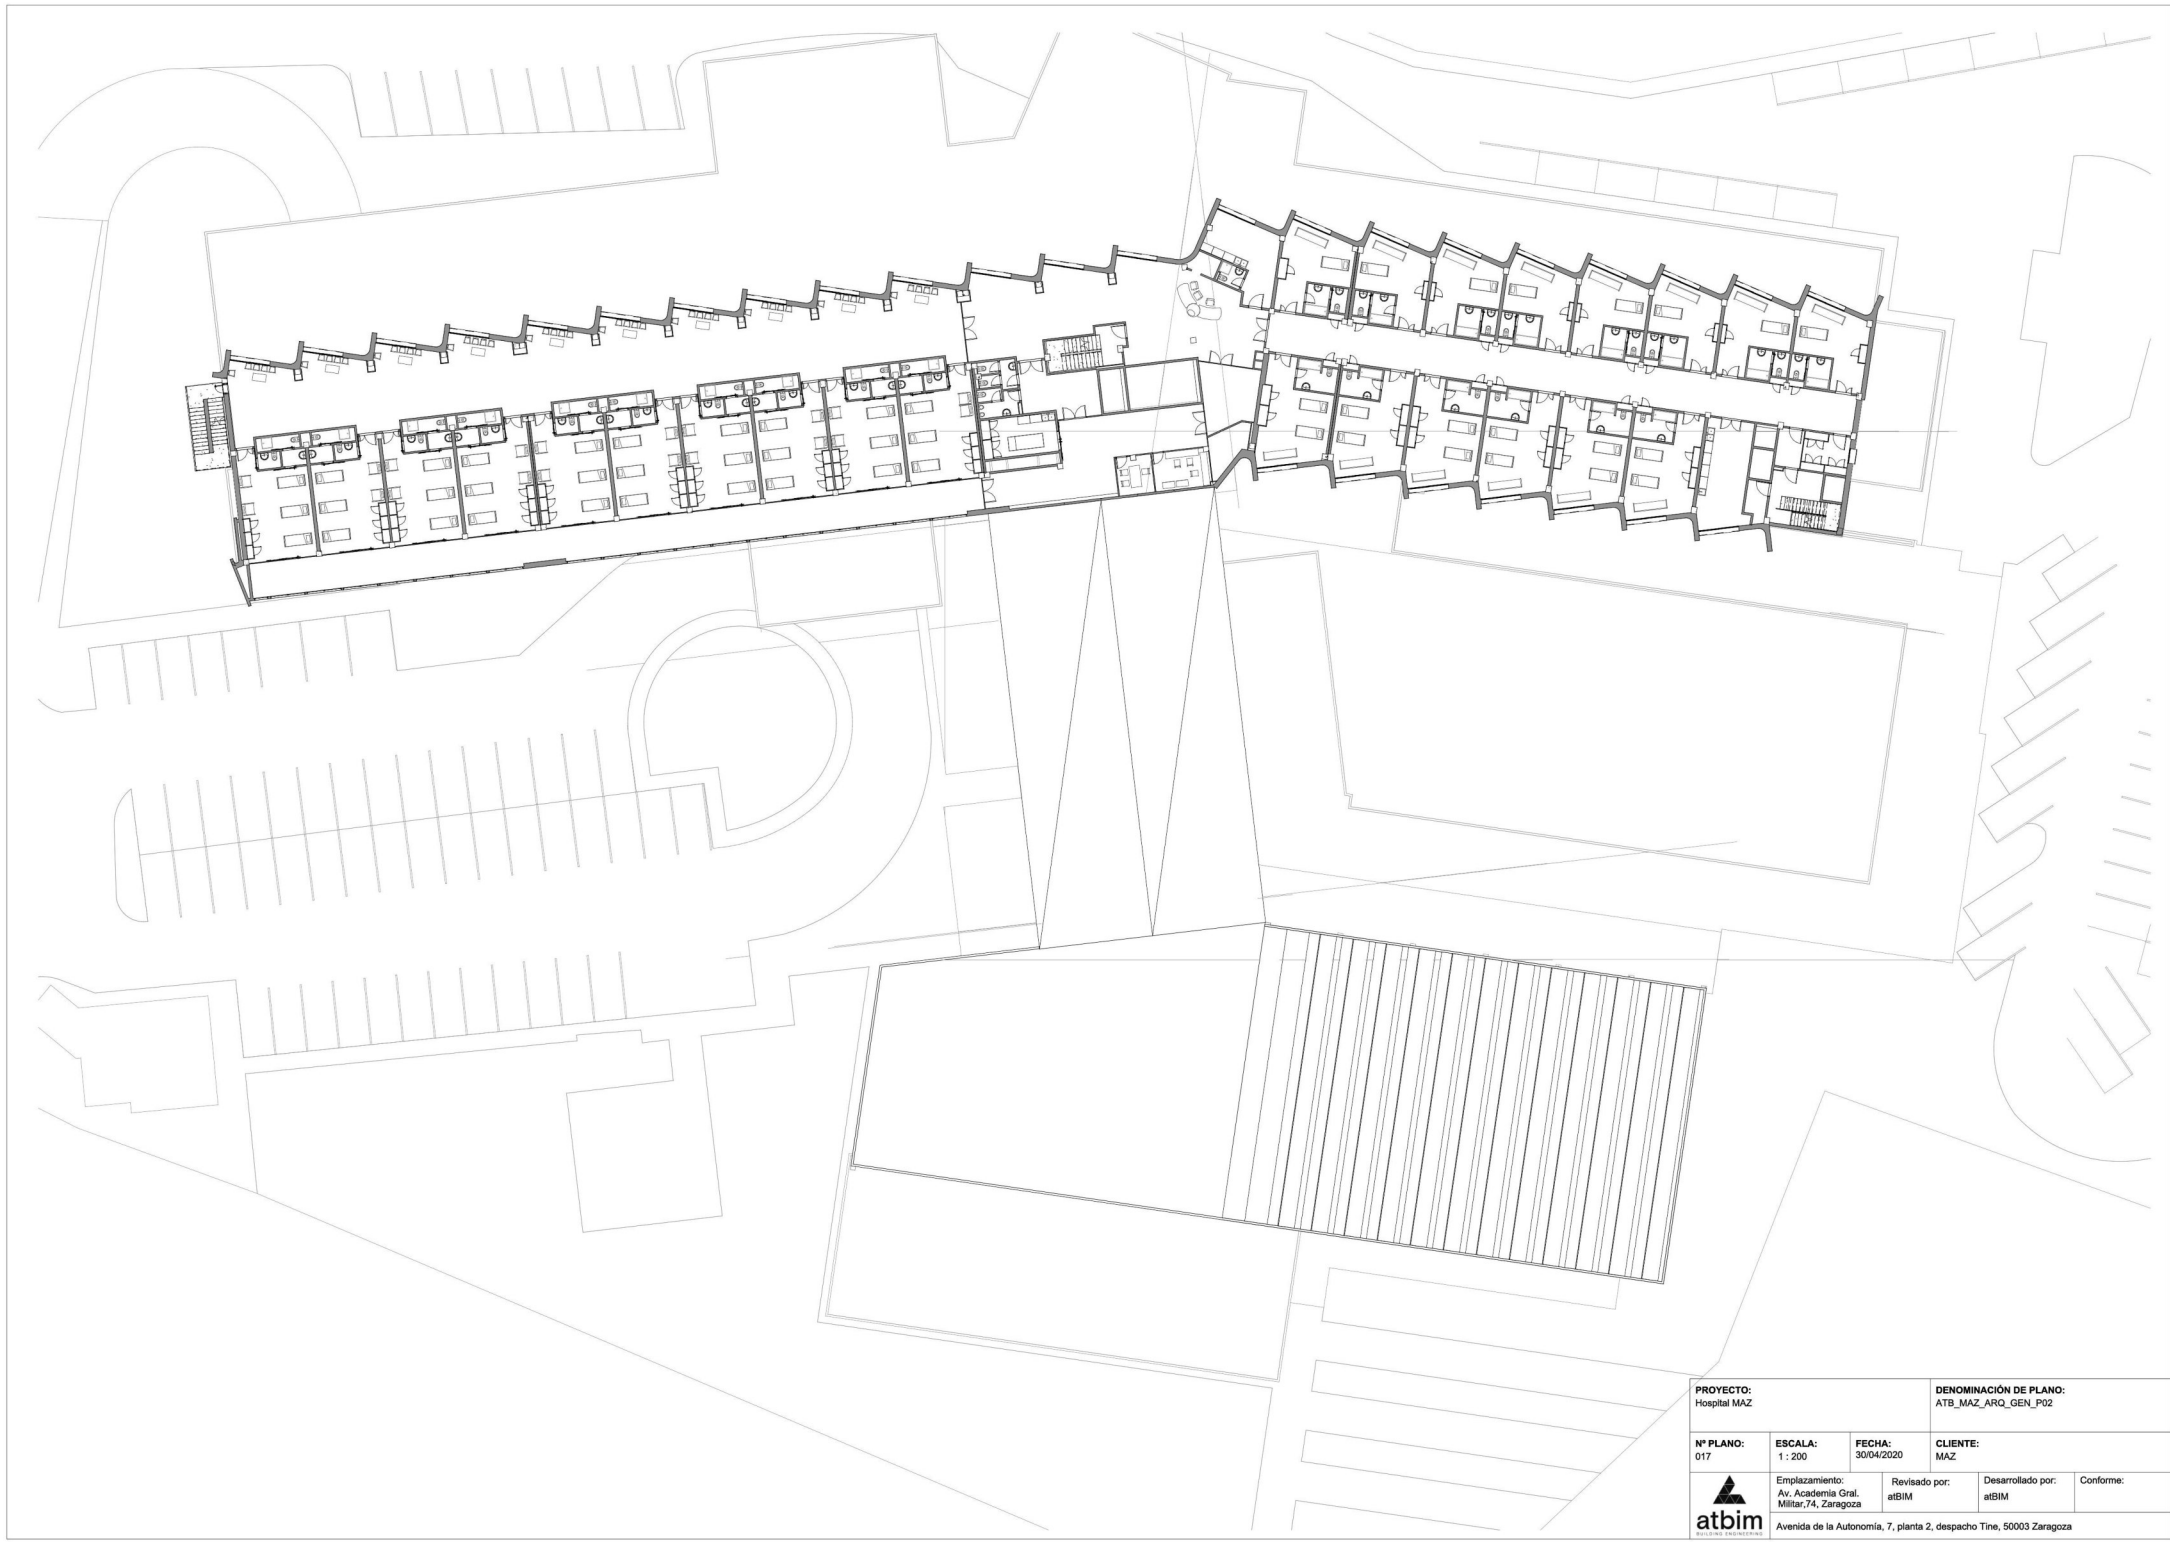 PROYECTO:
Hospital MAZ
DENOMINACIÓN DE PLANO:
ATB_MAZ_ARQ_GEN_P02
Nº PLANO:
017
ESCALA:
1 : 200
FECHA:
30/04/2020
CLIENTE:
MAZ
atbim
BUILDING ENGINEERING
Emplazamiento:
Av. Academia Gral.
Militar,74, Zaragoza
Revisado por:
atBIM
Desarrollado por:
atBIM
Conforme:
Avenida de la Autonomía, 7, planta 2, despacho Tine, 50003 Zaragoza